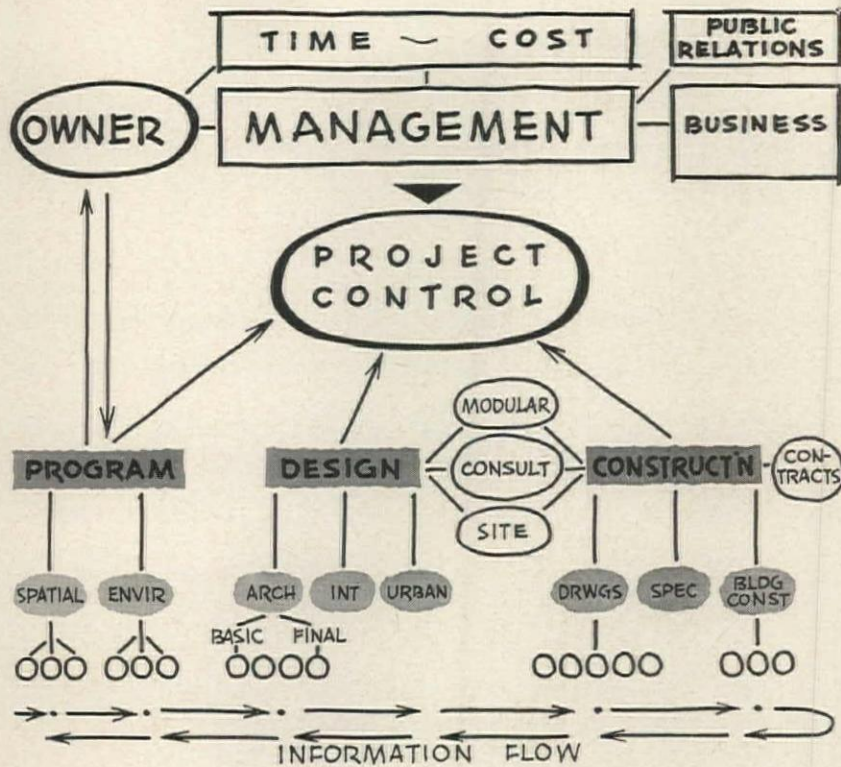 TIME ~ COST
PUBLIC
RELATIONS
OWNER
MANAGEMENT
BUSINESS
PROJECT
CONTROL
MODULAR
PROGRAM
DESIGN
CONSULT
CONSTRUCT'N
CON-
TRACTS
SITE
SPATIAL
ENVIR
ARCH
INT
URBAN
DRWGS
SPEC
BLDG
CONST
BASIC
FINAL
INFORMATION FLOW